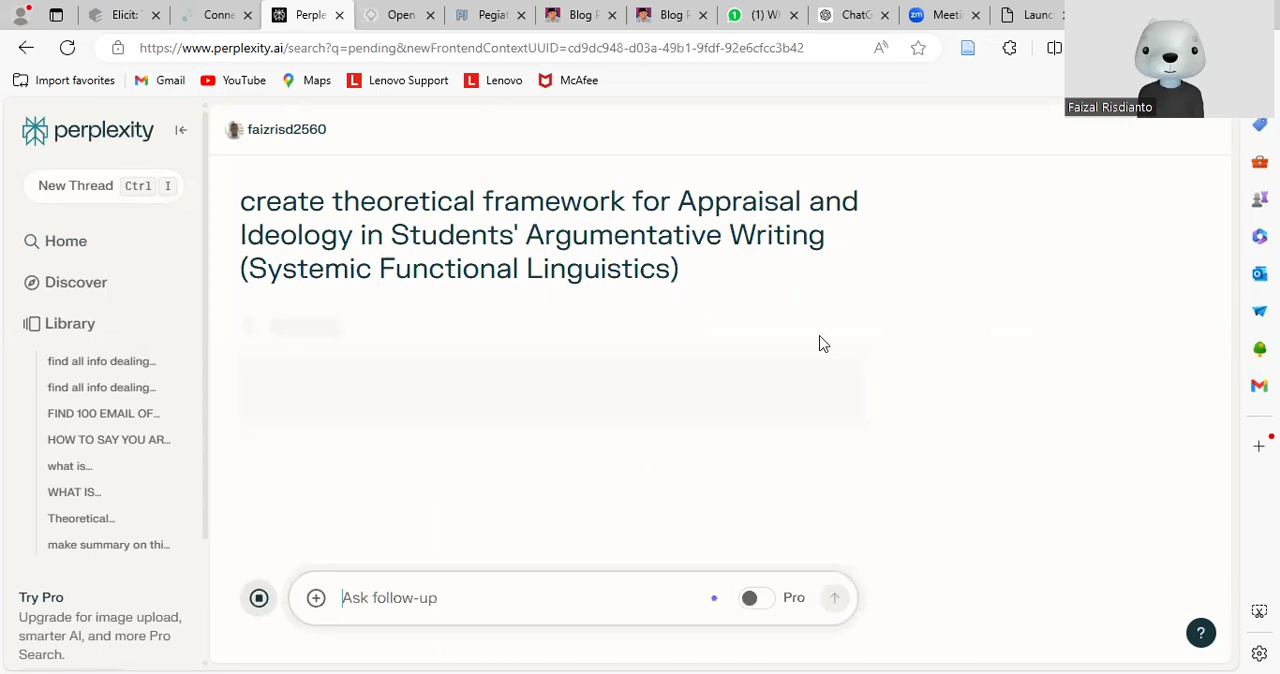 Elicit:
Conne
Perple
Open
Pegiat
Blog F
Blog F
(1) W
ChatG
Meeti
Launc
https://www.perplexity.ai/search?q=pending&newFrontendContextUUID=cd9dc948-d03a-49b1-9fdf-92e6cfcc3b42
Import favorites
Gmail
YouTube
Maps
Lenovo Support
Lenovo
McAfee
Faizal Risdianto
perplexity
faizrisd2560
New Thread Ctrl I
Home
Discover
Library
find all info dealing...
find all info dealing...
FIND 100 EMAIL OF...
HOW TO SAY YOU AR...
what is...
WHAT IS...
Theoretical...
make summary on thi...
Try Pro
Upgrade for image upload,
smarter AI, and more Pro
Search.
create theoretical framework for Appraisal and
Ideology in Students' Argumentative Writing
(Systemic Functional Linguistics)
Ask follow-up
Pro
?